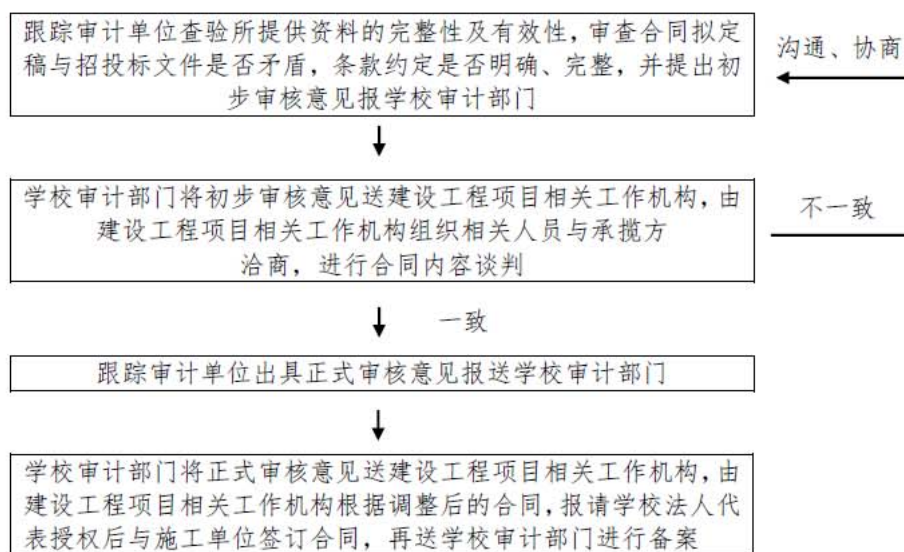 跟踪审计单位查验所提供资料的完整性及有效性，审查合同拟定
稿与招投标文件是否矛盾，条款约定是否明确、完整，并提出初
步审核意见报学校审计部门
沟通、协商
学校审计部门将初步审核意见送建设工程项目相关工作机构，由
建设工程项目相关工作机构组织相关人员与承揽方
洽商，进行合同内容谈判
不一致
一致
跟踪审计单位出具正式审核意见报送学校审计部门
学校审计部门将正式审核意见送建设工程项目相关工作机构，由
建设工程项目相关工作机构根据调整后的合同，报请学校法人代
表授权后与施工单位签订合同，再送学校审计部门进行备案